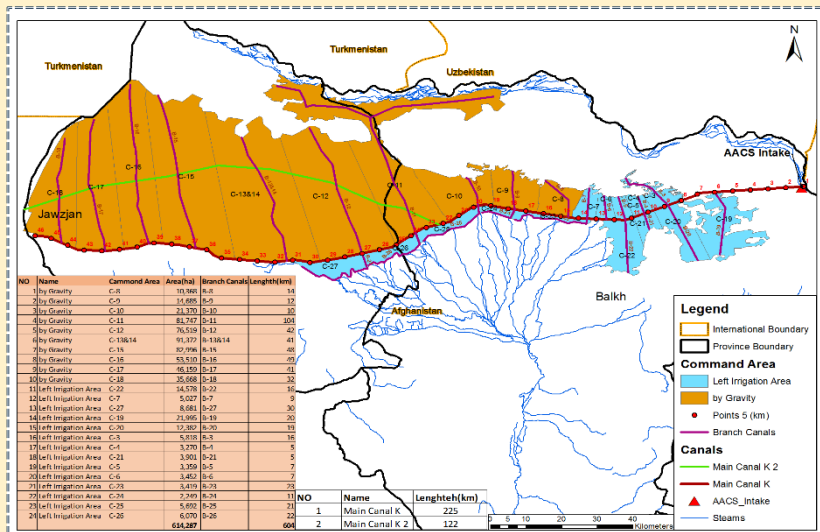 Turkmenistan
Turkmenistan
Uzbekistan
N
AACS Intake
C-9
C-8
C-7
C-4
C-5
C-3
C-16
C-15
C-18
C-17
C-13&14
C-12
C-11
C-10
C-20
C-19
C-21
C-22
C-27
Jawzjan
Balkh
Afghanistan
NO Name Cammond Area Area(ha) Branch Canals Lenghteh(km)
1 by Gravity C-8 10,368 B-8 14
2 by Gravity C-9 14,685 B-9 12
3 by Gravity C-10 21,370 B-10 10
4 by Gravity C-11 81,747 B-11 104
5 by Gravity C-12 76,519 B-12 42
6 by Gravity C-13&14 91,372 B-13&14 41
7 by Gravity C-15 82,996 B-15 48
8 by Gravity C-16 53,510 B-16 49
9 by Gravity C-17 46,159 B-17 41
10 by Gravity C-18 35,668 B-18 32
11 Left Irrigation Area C-22 14,578 B-22 16
12 Left Irrigation Area C-7 5,027 B-7 9
13 Left Irrigation Area C-27 8,681 B-27 30
14 Left Irrigation Area C-19 21,995 B-19 20
15 Left Irrigation Area C-20 12,382 B-20 19
16 Left Irrigation Area C-3 5,818 B-3 16
17 Left Irrigation Area C-4 3,270 B-4 5
18 Left Irrigation Area C-21 3,901 B-21 5
19 Left Irrigation Area C-5 3,359 B-5 7
20 Left Irrigation Area C-6 3,452 B-6 7
21 Left Irrigation Area C-23 3,419 B-23 23
22 Left Irrigation Area C-24 2,249 B-24 11
23 Left Irrigation Area C-25 5,692 B-25 21
24 Left Irrigation Area C-26 6,070 B-26 22
614,287 604
NO Name Lenghteh(km)
1 Main Canal K 225
2 Main Canal K 2 122
0 5 10 20 30 40
Kilometers
Legend
International Boundary
Province Boundary
Command Area
Left Irrigation Area
by Gravity
Points 5 (km)
Branch Canals
Canals
Main Canal K 2
Main Canal K
AACS_Intake
Steams